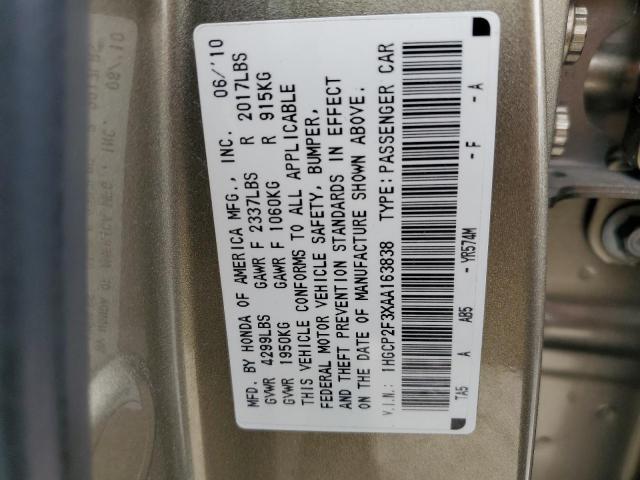 MFD. BY HONDA OF AMERICA MFG., INC. 06/'10
GVWR 4299LBS GAWR F 2337LBS R 2017LBS
GVWR 1950KG GAWR F 1060KG R 915KG
THIS VEHICLE CONFORMS TO ALL APPLICABLE
FEDERAL MOTOR VEHICLE SAFETY, BUMPER,
AND THEFT PREVENTION STANDARDS IN EFFECT
ON THE DATE OF MANUFACTURE SHOWN ABOVE.
V.I.N.: 1HGCP2F3XAA163838 TYPE: PASSENGER CAR
TA5 A AB5 - YR574M - F - A